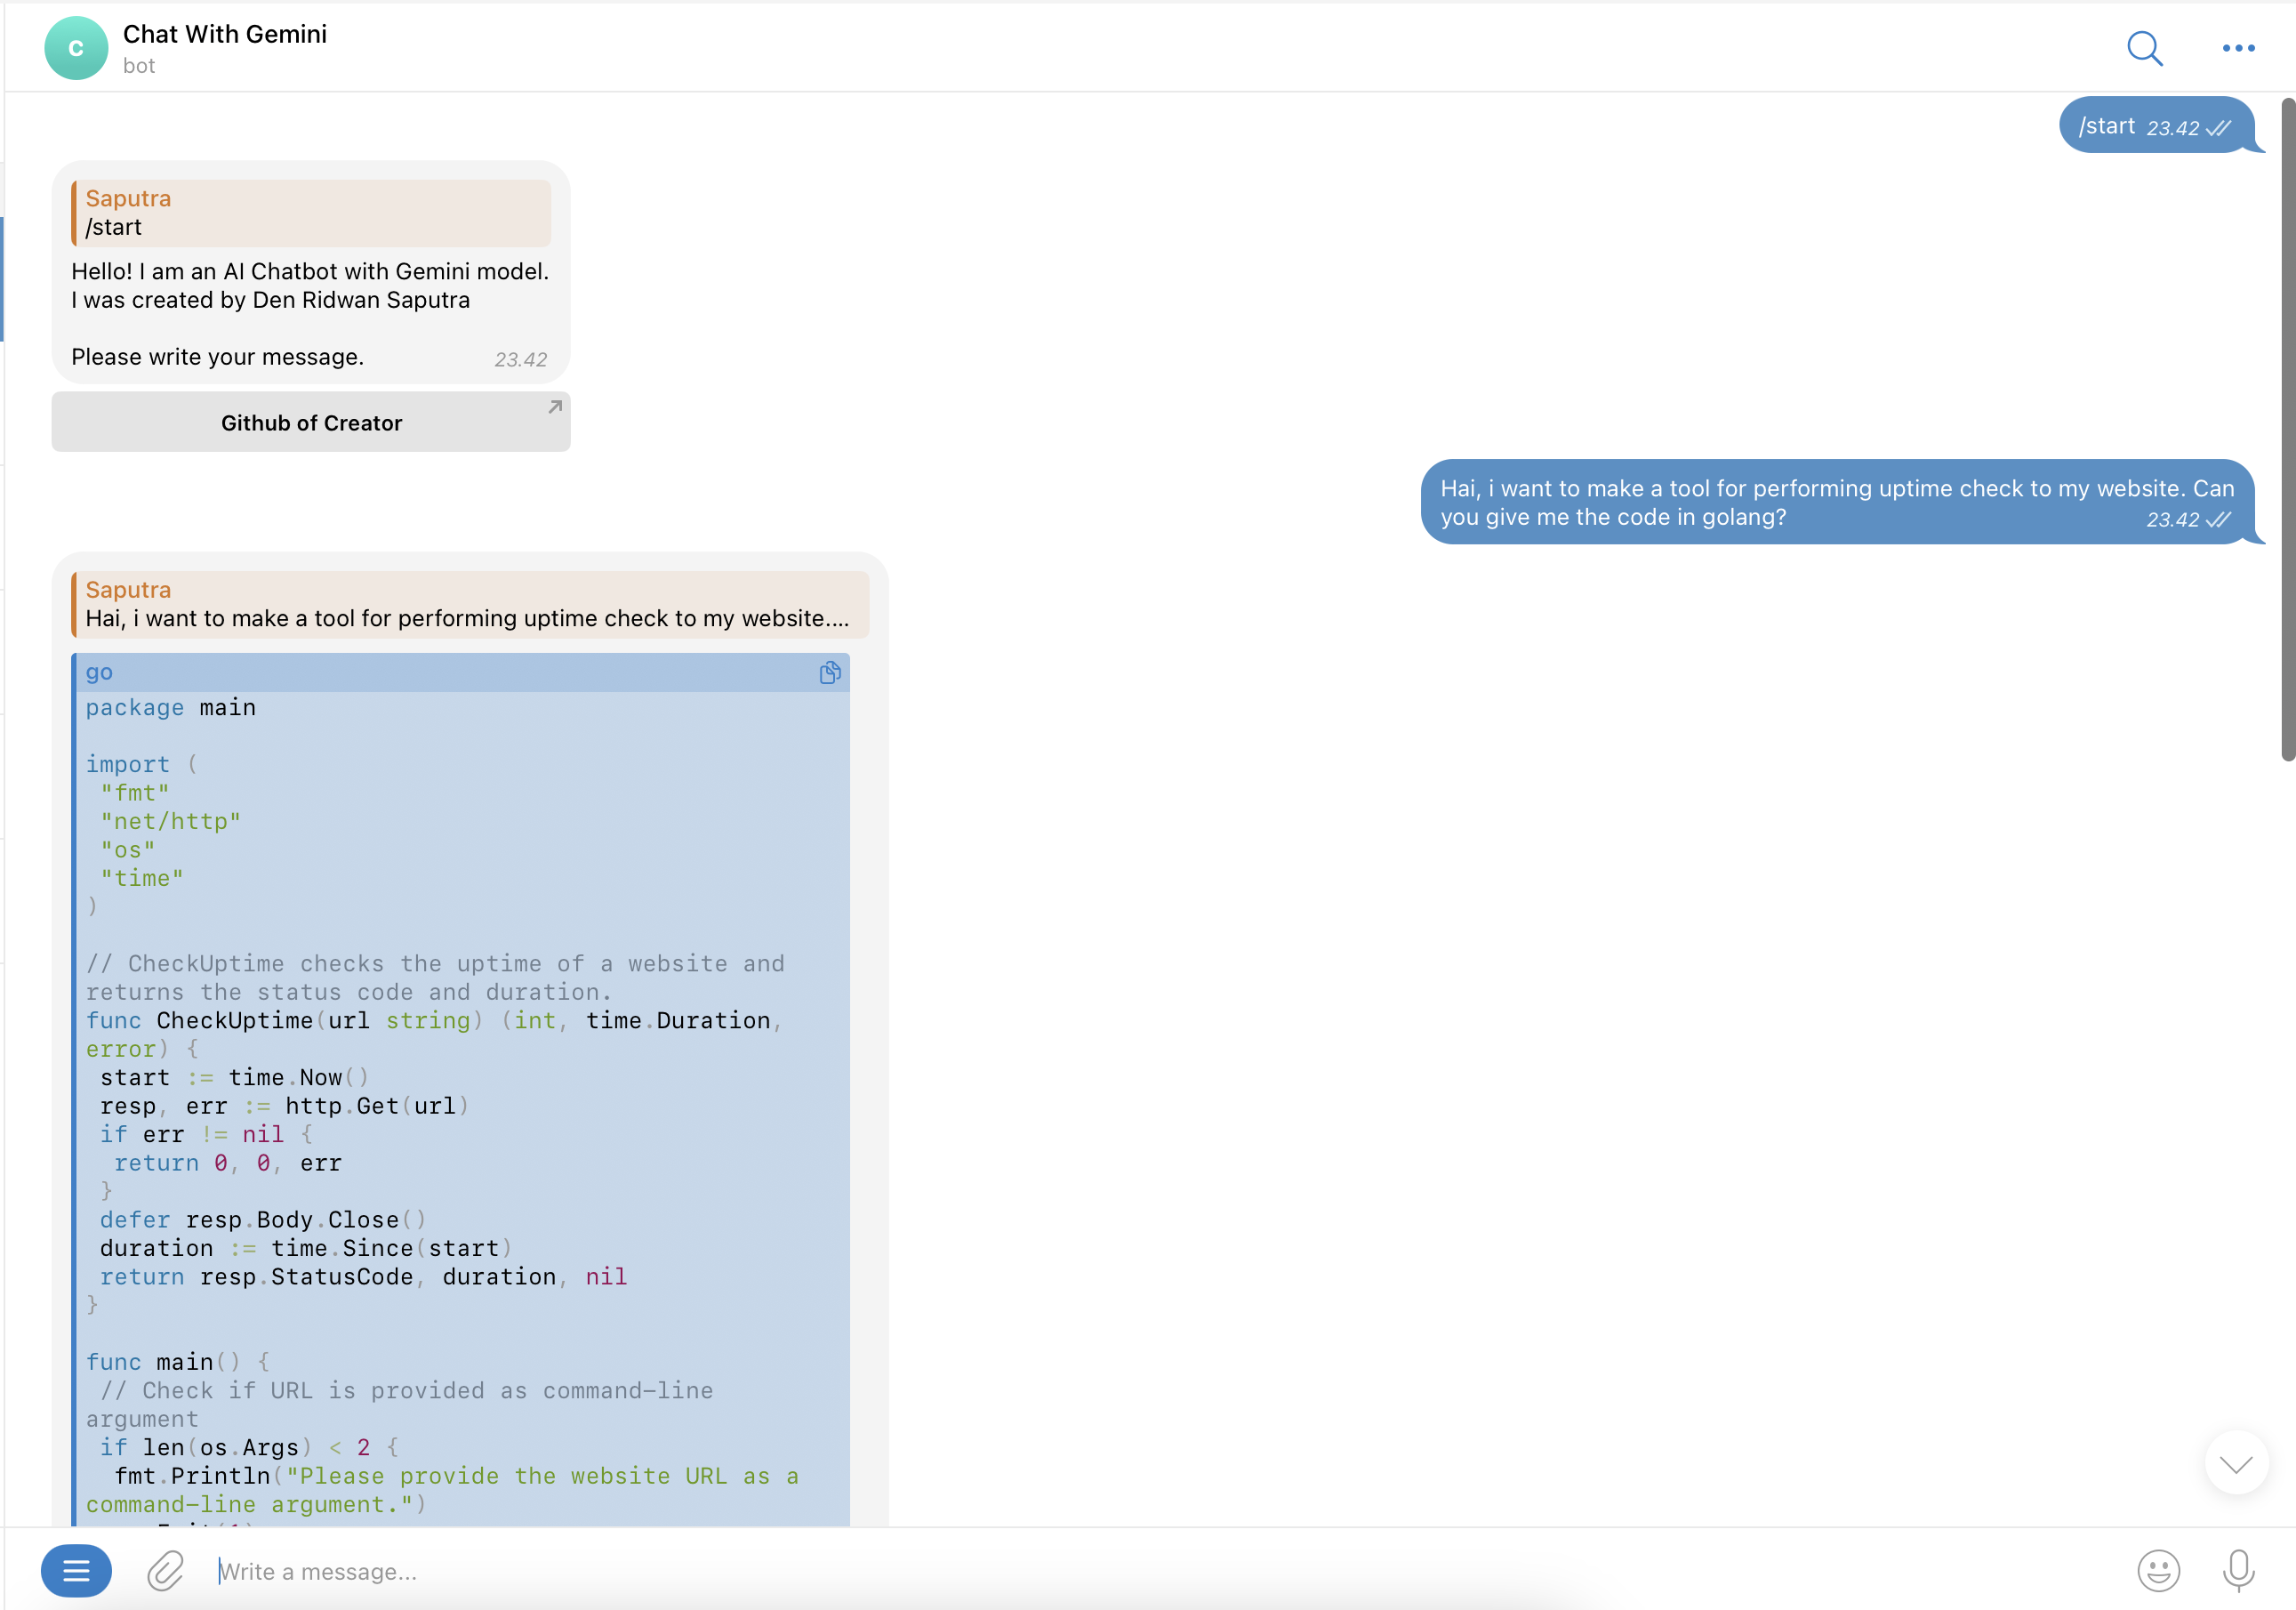 C
Chat With Gemini
bot
/start 23.42
Saputra
/start
Hello! I am an AI Chatbot with Gemini model.
I was created by Den Ridwan Saputra
Please write your message. 23.42
Github of Creator
Hai, i want to make a tool for performing uptime check to my website. Can
you give me the code in golang? 23.42
Saputra
Hai, i want to make a tool for performing uptime check to my website....
go
package main
import (
"fmt"
"net/http"
"os"
"time"
)
// CheckUptime checks the uptime of a website and
returns the status code and duration.
func CheckUptime(url string) (int, time.Duration,
error) {
start := time.Now()
resp, err := http.Get(url)
if err != nil {
return 0, 0, err
}
defer resp.Body.Close()
duration := time.Since(start)
return resp.StatusCode, duration, nil
}
func main() {
// Check if URL is provided as command-line
argument
if len(os.Args) < 2 {
fmt.Println("Please provide the website URL as a
command-line argument.")
Write a message...